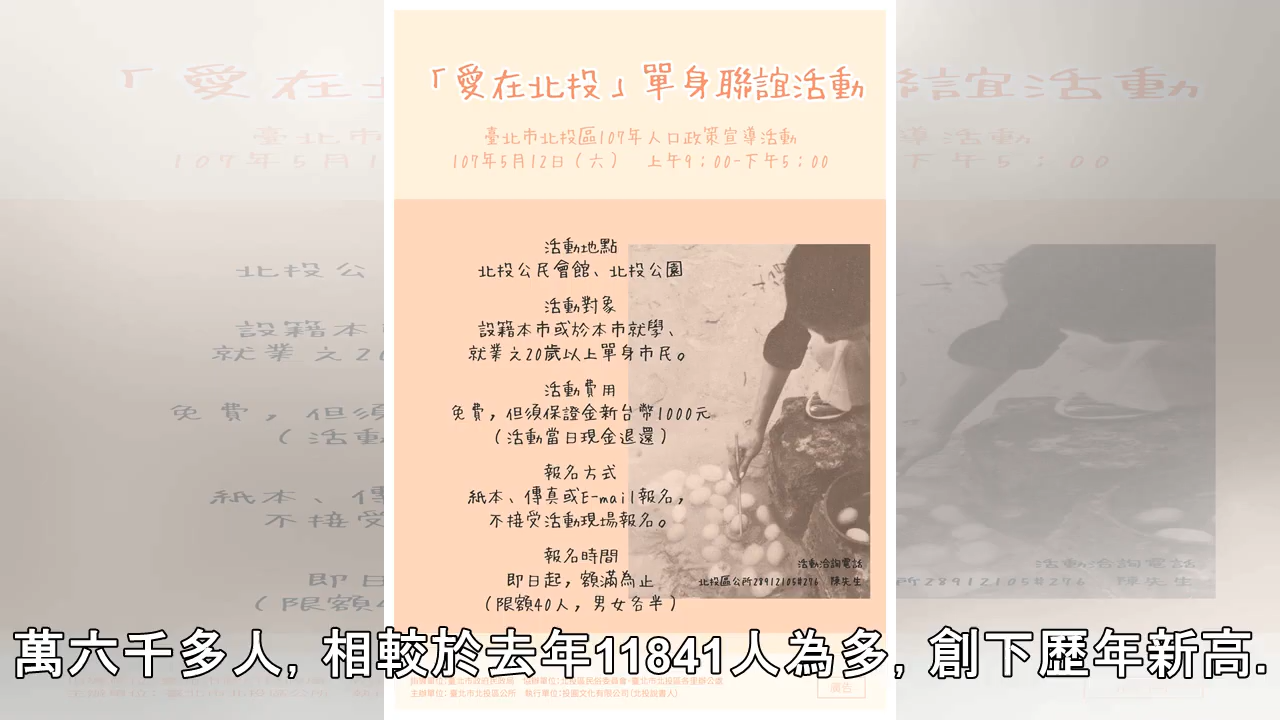 「愛在北投」單身聯誼活動
臺北市北投區107年人口政策宣導活動
107年5月12日（六） 上午9：00-下午5：00
活動地點
北投公民會館、北投公園
活動對象
設籍本市或於本市就學、
就業之20歲以上單身市民。
活動費用
免費，但須保證金新台幣1000元
（活動當日現金退還）
報名方式
紙本、傳真或E-mail報名，
不接受活動現場報名。
報名時間
即日起，額滿為止
（限額40人，男女各半）
活動洽詢電話
北投區公所28912105#276 陳先生
萬六千多人, 相較於去年11841人為多, 創下歷年新高.
主辦單位：臺北市北投區公所 執行單位：投圈文化有限公司（北投說書人）
廣告